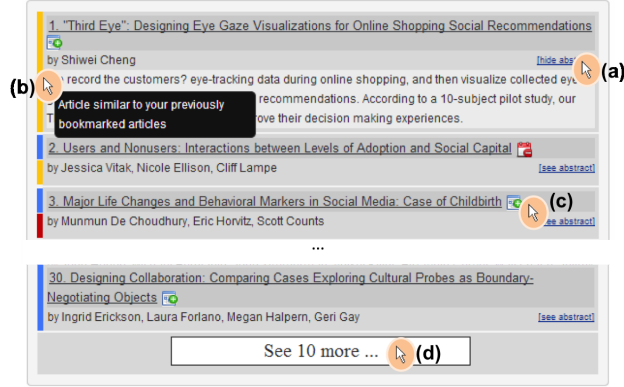 1. "Third Eye": Designing Eye Gaze Visualizations for Online Shopping Social Recommendations
by Shiwei Cheng [hide abs
(a)
(b)
record the customers? eye-tracking data during online shopping, and then visualize collected eye
Article similar to your previously recommendations. According to a 10-subject pilot study, our
bookmarked articles ove their decision making experiences.
2. Users and Nonusers: Interactions between Levels of Adoption and Social Capital
by Jessica Vitak, Nicole Ellison, Cliff Lampe [see abstract]
3. Major Life Changes and Behavioral Markers in Social Media: Case of Childbirth (c)
by Munmun De Choudhury, Eric Horvitz, Scott Counts ee abstract]
...
30. Designing Collaboration: Comparing Cases Exploring Cultural Probes as Boundary-
Negotiating Objects
by Ingrid Erickson, Laura Forlano, Megan Halpern, Geri Gay [see abstract]
See 10 more ... (d)